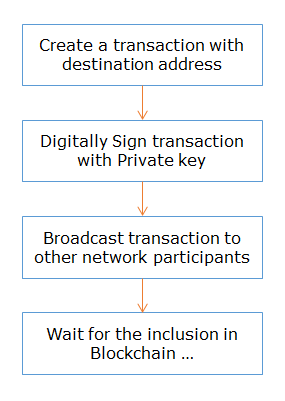 Create a transaction with
destination address
Digitally Sign transaction
with Private key
Broadcast transaction to
other network participants
Wait for the inclusion in
Blockchain ...